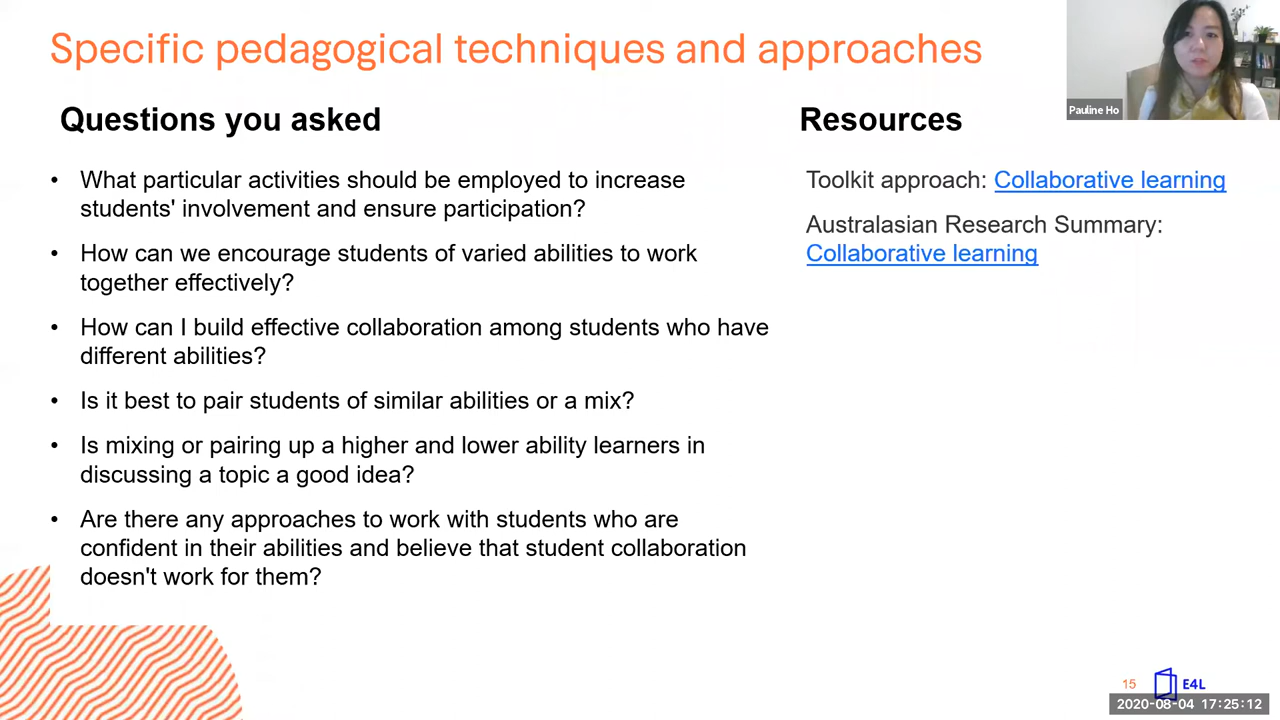 Specific pedagogical techniques and approaches
Pauline Ho
Questions you asked
• What particular activities should be employed to increase
students' involvement and ensure participation?
• How can we encourage students of varied abilities to work
together effectively?
• How can I build effective collaboration among students who have
different abilities?
• Is it best to pair students of similar abilities or a mix?
• Is mixing or pairing up a higher and lower ability learners in
discussing a topic a good idea?
• Are there any approaches to work with students who are
confident in their abilities and believe that student collaboration
doesn't work for them?
Resources
Toolkit approach: Collaborative learning
Australasian Research Summary:
Collaborative learning
15
E4L
2020-08-04 17:25:12